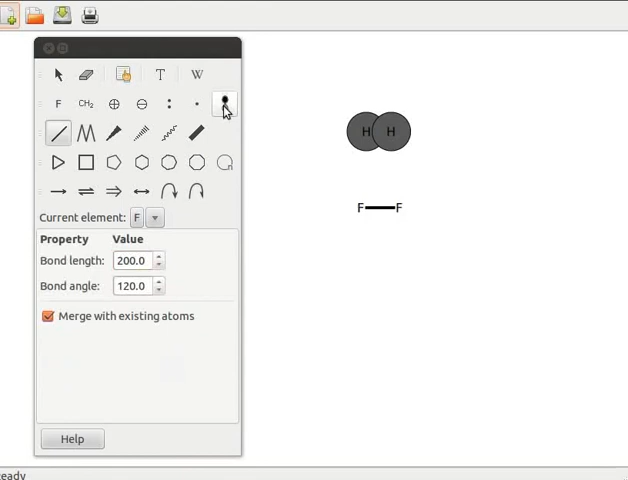 T W
F CH₂
H H
F F
Current element: F
Property Value
Bond length: 200.0
Bond angle: 120.0
Merge with existing atoms
Help
eady